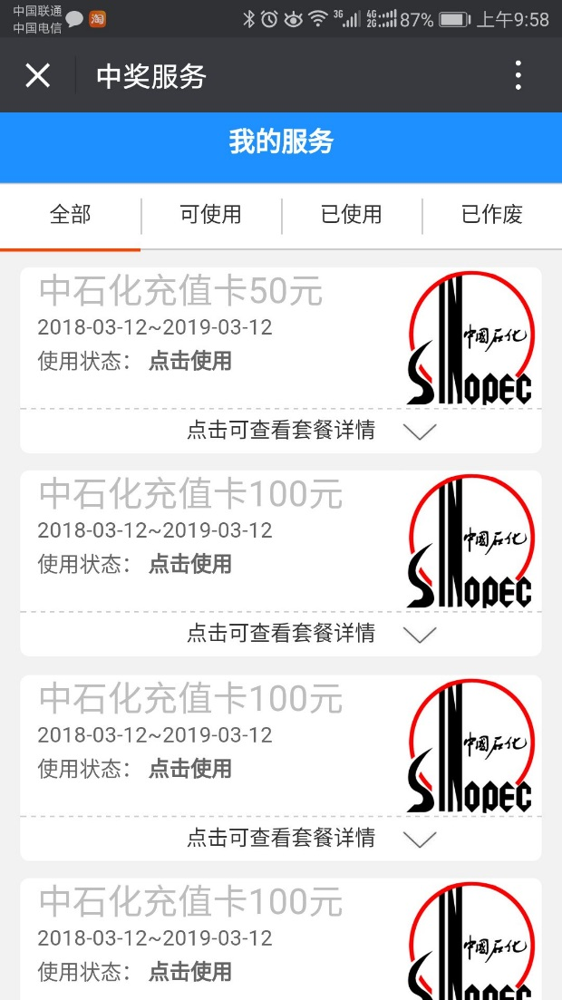 中国联通
中国电信
淘
3G
4G
2G
87%
上午9:58
中奖服务
我的服务
全部
可使用
已使用
已作废
中石化充值卡50元
2018-03-12~2019-03-12
使用状态： 点击使用
中国石化
SINOPEC
点击可查看套餐详情
中石化充值卡100元
2018-03-12~2019-03-12
使用状态： 点击使用
中国石化
SINOPEC
点击可查看套餐详情
中石化充值卡100元
2018-03-12~2019-03-12
使用状态： 点击使用
中国石化
SINOPEC
点击可查看套餐详情
中石化充值卡100元
2018-03-12~2019-03-12
使用状态： 点击使用
中国石化
SINOPEC